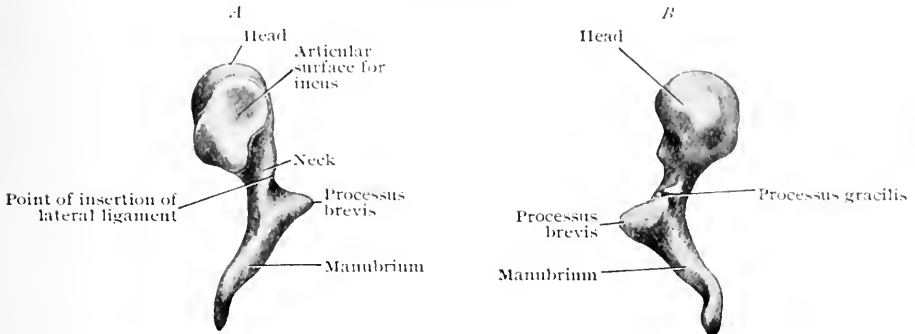 A
Head
Articular
surface for
incus
Neck
Point of insertion of
lateral ligament
Processus
brevis
Manubrium
B
Head
Processus gracilis
Processus
brevis
Manubrium